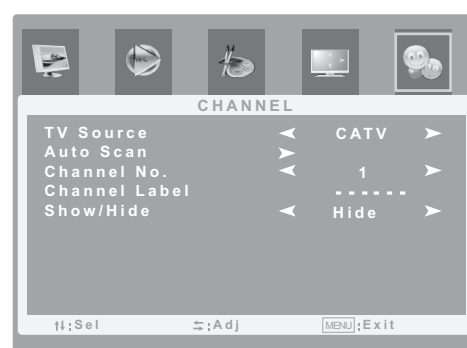 CHANNEL
TV Source CATV
Auto Scan
Channel No. 1
Channel Label ------
Show/Hide Hide
:Sel :Adj MENU :Exit